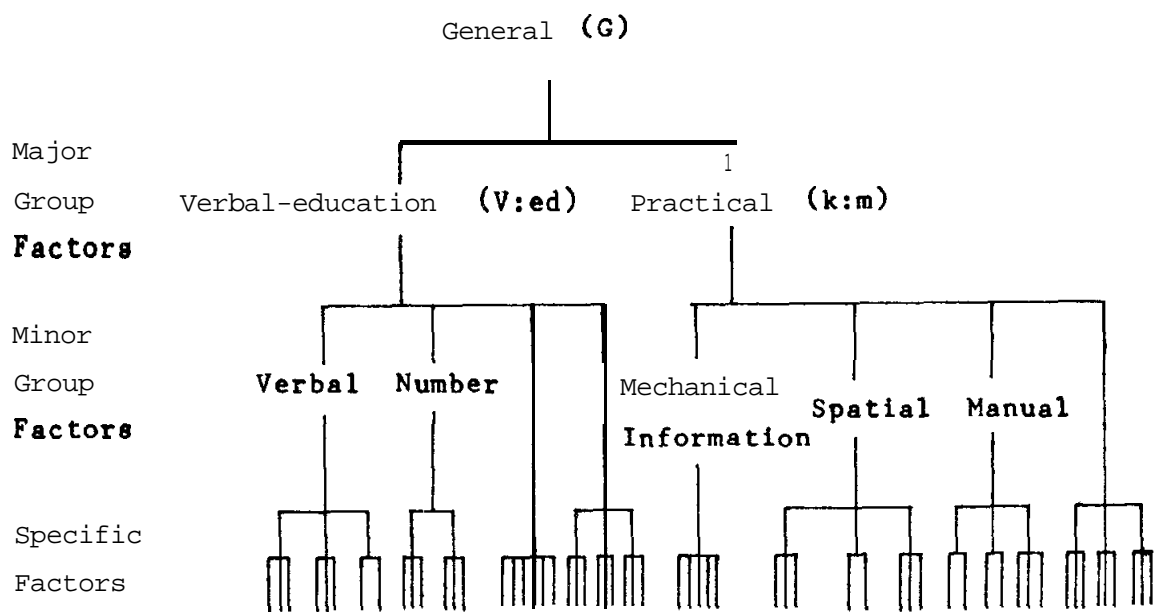 General (G)
Major
1
Group Verbal-education (V:ed) Practical (k:m)
Factors
Minor
Group Verbal Number Mechanical
Factors Information Spatial Manual
Specific
Factors